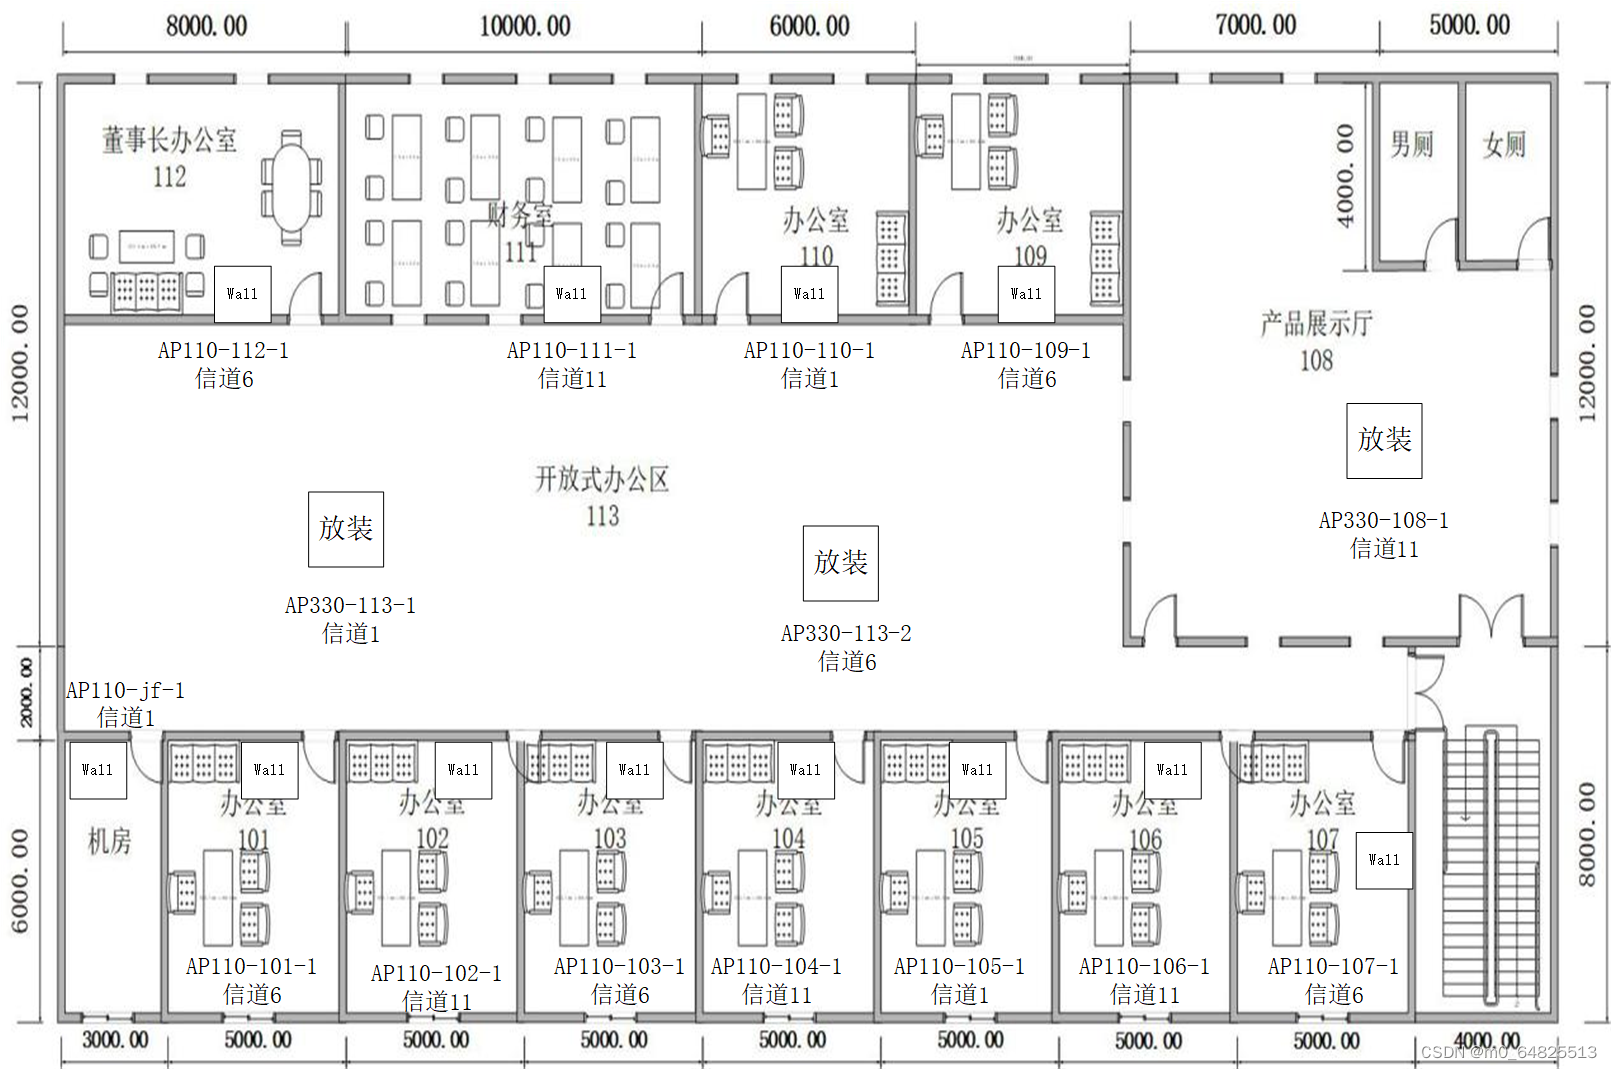 8000.00
10000.00
6000.00
7000.00
5000.00
董事长办公室
112
财务室
111
办公室
110
办公室
109
4000.00
男厕
女厕
Wall
Wall
Wall
Wall
AP110-112-1
信道6
AP110-111-1
信道11
AP110-110-1
信道1
AP110-109-1
信道6
产品展示厅
108
12000.00
12000.00
放装
AP330-108-1
信道11
开放式办公区
113
放装
AP330-113-1
信道1
放装
AP330-113-2
信道6
2000.00
AP110-jf-1
信道1
Wall
Wall
Wall
Wall
Wall
Wall
Wall
Wall
机房
办公室
101
办公室
102
办公室
103
办公室
104
办公室
105
办公室
106
办公室
107
6000.00
8000.00
AP110-101-1
信道6
AP110-102-1
信道11
AP110-103-1
信道6
AP110-104-1
信道11
AP110-105-1
信道1
AP110-106-1
信道11
AP110-107-1
信道6
3000.00
5000.00
5000.00
5000.00
5000.00
5000.00
5000.00
5000.00
4000.00
CSDN @m0_64825513